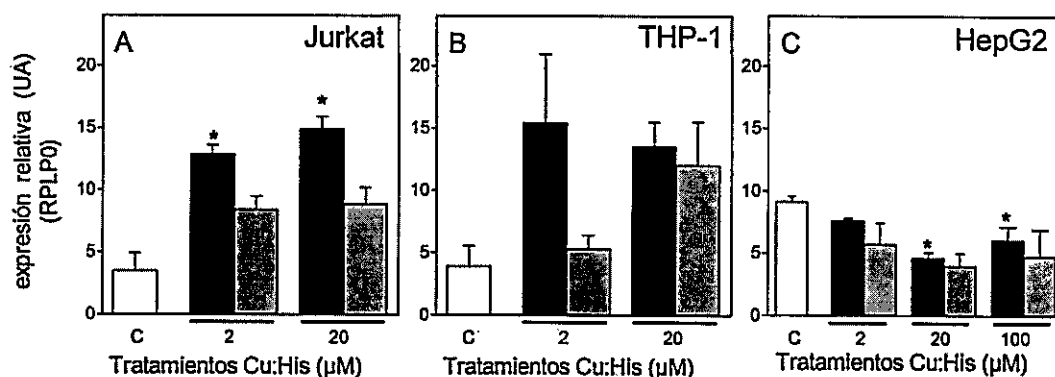 expresión relativa (UA)
(RPLP0)
A Jurkat
20
15
10
5
0
* *
C 2 20
Tratamientos Cu:His (µM)
B THP-1
20
15
10
5
0
C 2 20
Tratamientos Cu:His (µM)
C HepG2
20
15
10
5
0
* *
C 2 20 100
Tratamientos Cu:His (µM)